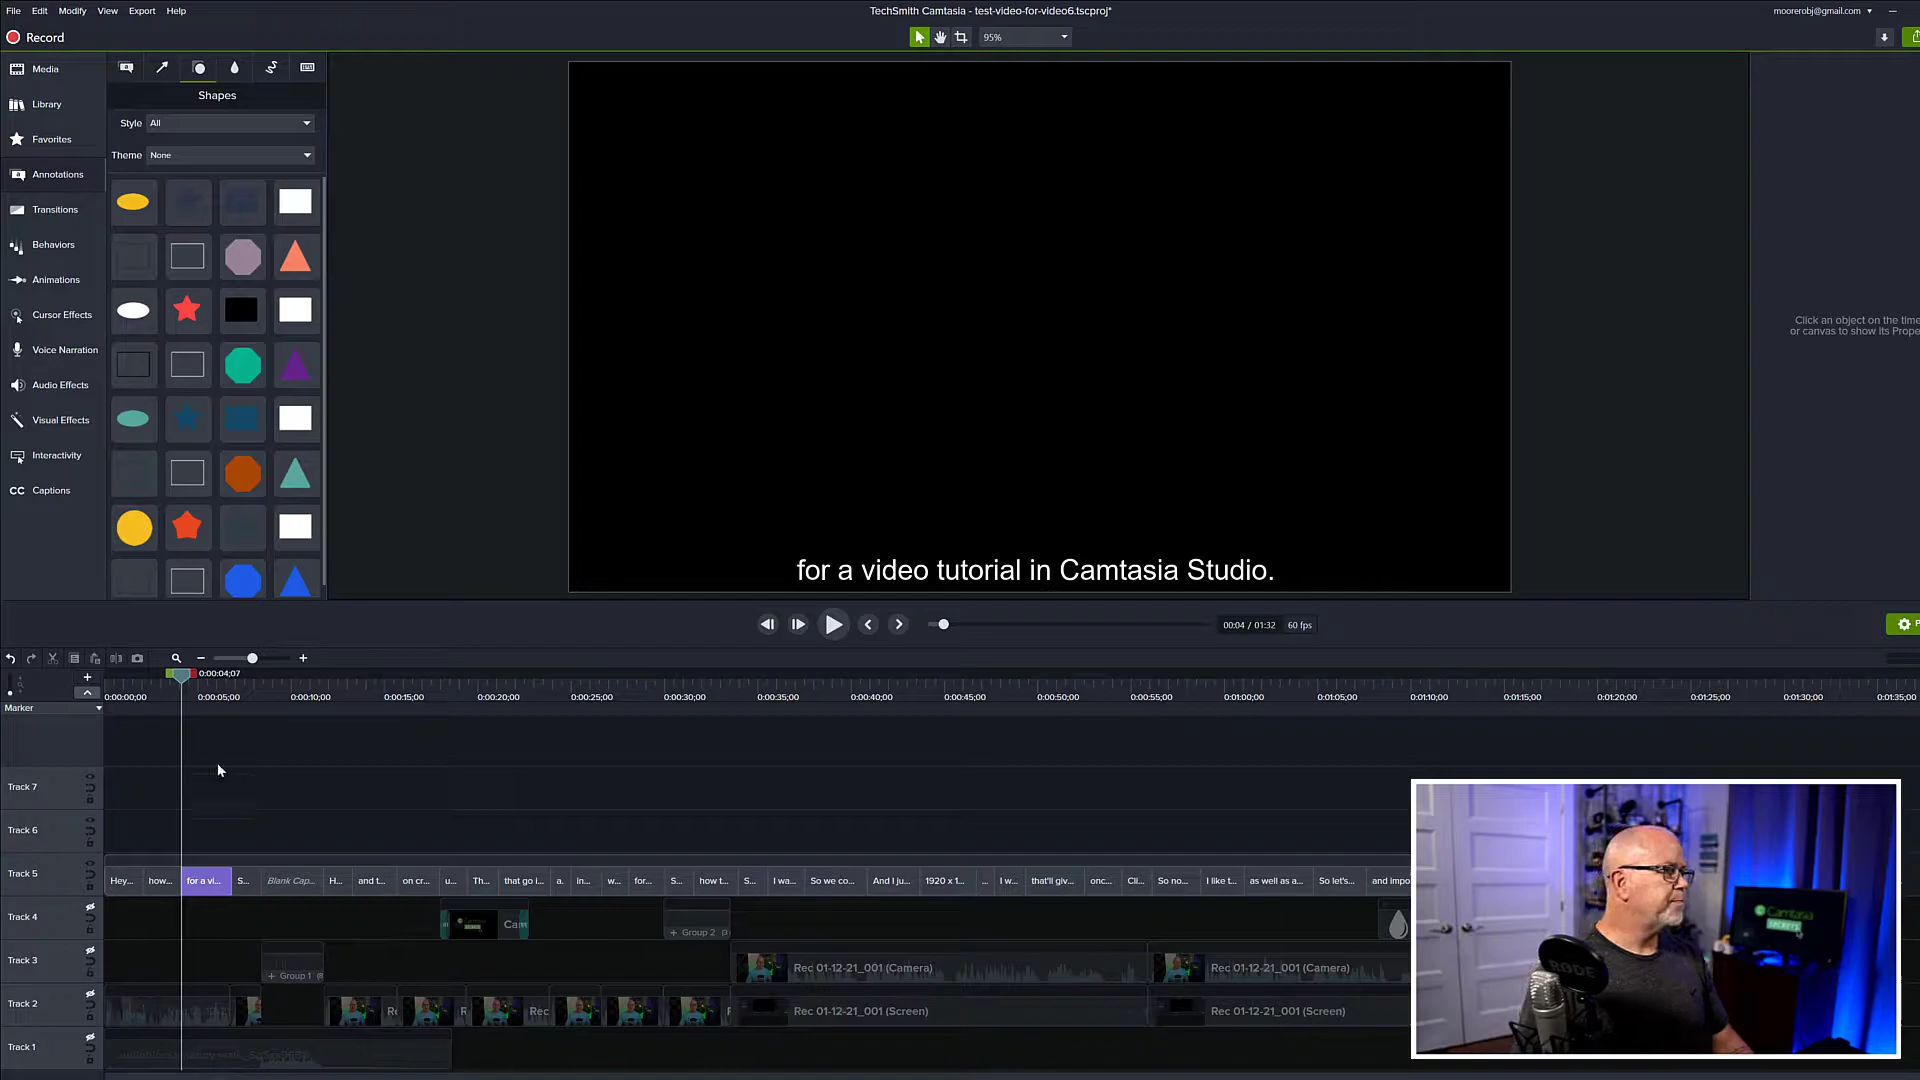 File Edit Modify View Export Help
TechSmith Camtasia - test-video-for-video6.tscproj*
moorerobj@gmail.com
Record
95%
Media
Library
Favorites
Annotations
Transitions
Behaviors
Animations
Cursor Effects
Voice Narration
Audio Effects
Visual Effects
Interactivity
CC Captions
Shapes
Style All
Theme None
Click an object on the time
or canvas to show its Prope
for a video tutorial in Camtasia Studio.
00:04 / 01:32 60 fps
P
0:00:04;07
0:00:00;00 0:00:05;00 0:00:10;00 0:00:15;00 0:00:20;00 0:00:25;00 0:00:30;00 0:00:35;00 0:00:40;00 0:00:45;00 0:00:50;00 0:00:55;00 0:01:00;00 0:01:05;00 0:01:10;00 0:01:15;00 0:01:20;00 0:01:25;00 0:01:30;00 0:01:35;00
Marker
Track 7
Track 6
Track 5
Hey... how... for a vi... S... Blank Cap... H... and t... on cr... u... Th... that go i... a. in... w... for... S... how t... S... I wa... So we co... And I ju... 1920 x 1... ... I w... that'll giv... onc... Cli... So no... I like t... as well as a... So let's... and impo
Track 4
Cam
+ Group 2
Track 3
+ Group 1
Rec 01-12-21_001 (Camera)
Rec 01-12-21_001 (Camera)
Track 2
Rec
Rec 01-12-21_001 (Screen)
Rec 01-12-21_001 (Screen)
Track 1
Camtasia
SECRETS
RODE